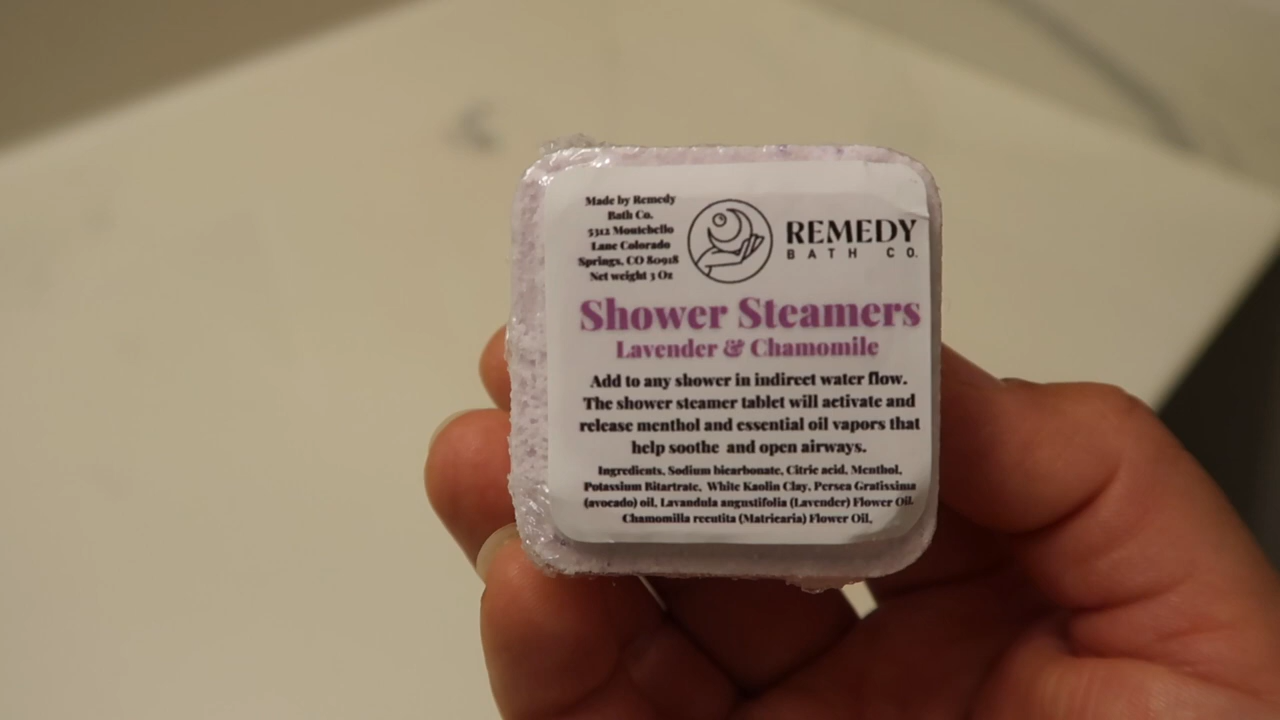 Made by Remedy
Bath Co.
5312 Montebello
Lane Colorado
Springs, CO 80918
Net weight 3 Oz
REMEDY
BATH CO.
Shower Steamers
Lavender & Chamomile
Add to any shower in indirect water flow.
The shower steamer tablet will activate and
release menthol and essential oil vapors that
help soothe and open airways.
Ingredients, Sodium bicarbonate, Citric acid, Menthol,
Potassium Bitartrate, White Kaolin Clay, Persea Gratissima
(avocado) oil, Lavandula angustifolia (Lavender) Flower Oil.
Chamomilla recutita (Matricaria) Flower Oil,